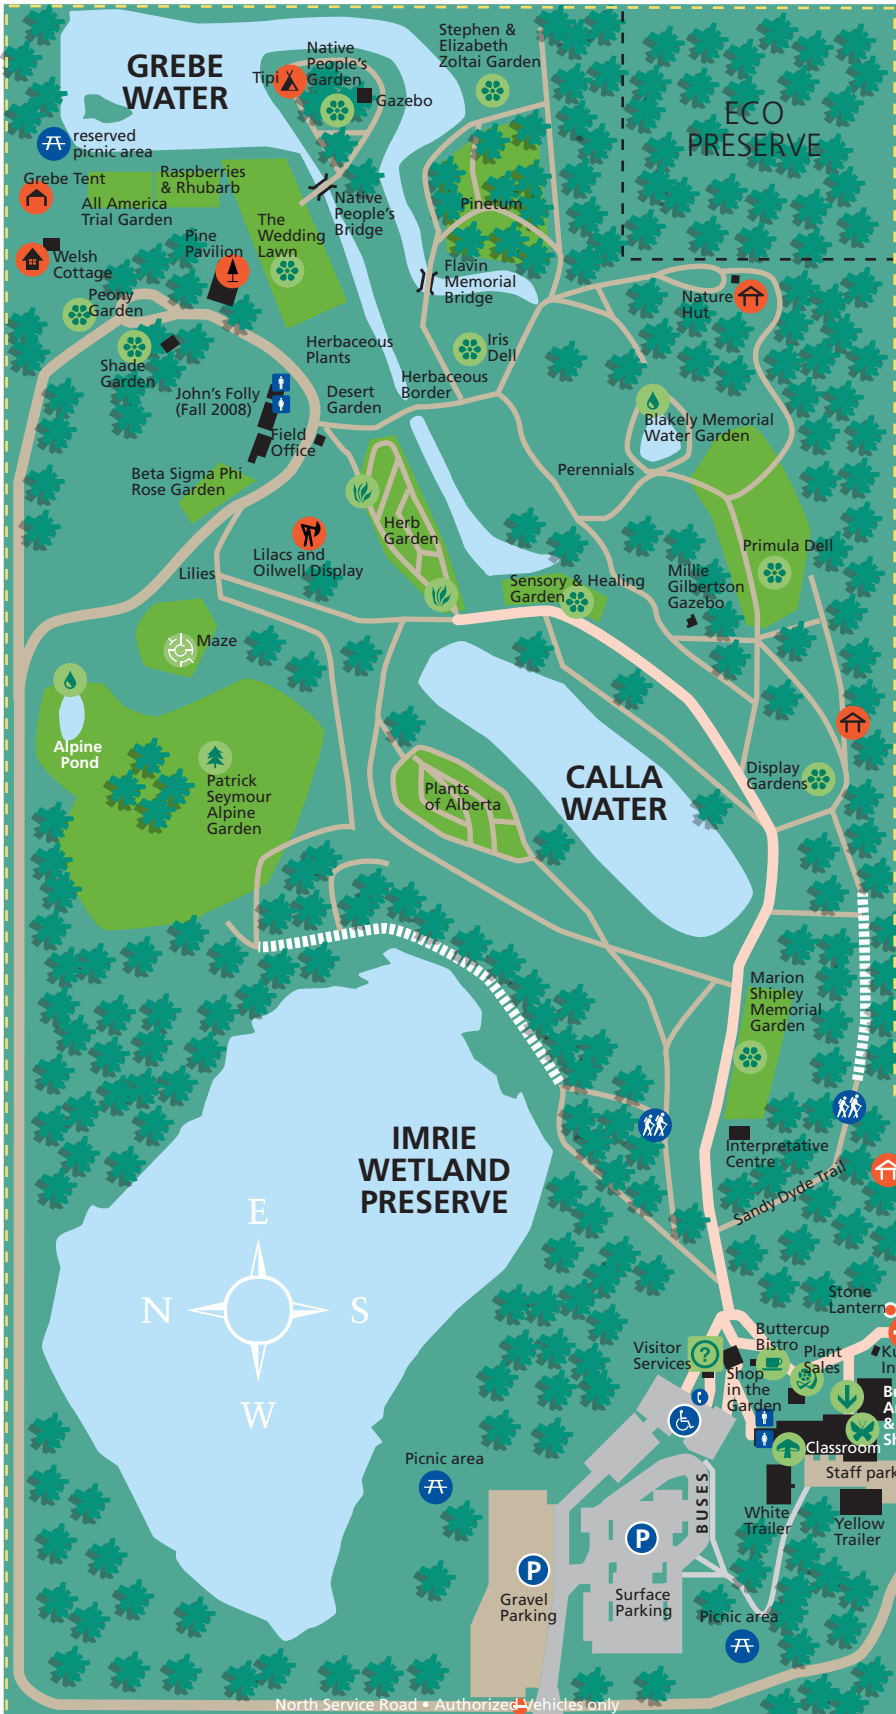 GREBE
WATER
Stephen &
Elizabeth
Zoltai Garden
Native
People's
Garden
Tipi
Gazebo
ECO
PRESERVE
reserved
picnic area
Grebe Tent
Raspberries
& Rhubarb
All America
Trial Garden
Native
People's
Bridge
Pinetum
The
Wedding
Lawn
Pine
Pavilion
Welsh
Cottage
Flavin
Memorial
Bridge
Nature
Hut
Peony
Garden
Shade
Garden
Herbaceous
Plants
Iris
Dell
Herbaceous
Border
John's Folly
(Fall 2008)
Desert
Garden
Blakely Memorial
Water Garden
Field
Office
Perennials
Beta Sigma Phi
Rose Garden
Herb
Garden
Primula Dell
Lilacs and
Oilwell Display
Lilies
Sensory & Healing
Garden
Millie
Gilbertson
Gazebo
Maze
Alpine
Pond
Patrick
Seymour
Alpine
Garden
Plants
of Alberta
CALLA
WATER
Display
Gardens
Marion
Shipley
Memorial
Garden
IMRIE
WETLAND
PRESERVE
Interpretative
Centre
Sandy Dyde Trail
E
N
S
W
Stone
Lantern
Visitor
Services
?
Buttercup
Bistro
Plant
Sales
Ku
In
Shop
in the
Garden
Bu
A
&
Sh
Classroom
Picnic area
Staff park
BUSES
White
Trailer
Yellow
Trailer
P
P
Gravel
Parking
Surface
Parking
Picnic area
North Service Road • Authorized Vehicles only